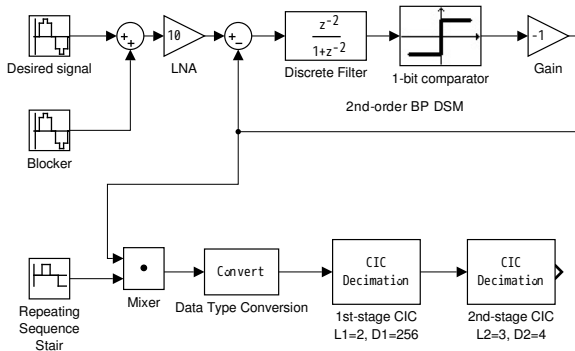 +
+
10
+
−
z-2
1+z-2
-1
Desired signal
LNA
Discrete Filter
1-bit comparator
Gain
2nd-order BP DSM
Blocker
Convert
CIC
Decimation
CIC
Decimation
Mixer
Data Type Conversion
Repeating
Sequence
Stair
1st-stage CIC
L1=2, D1=256
2nd-stage CIC
L2=3, D2=4